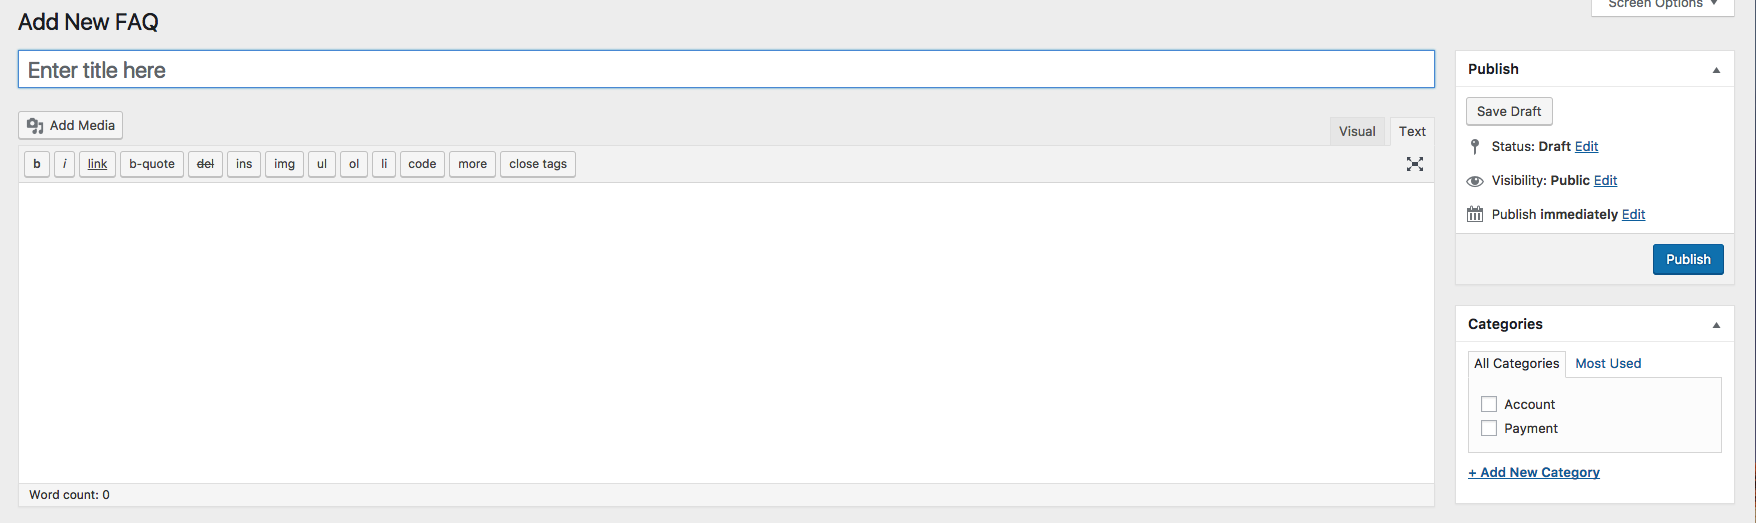 Add New FAQ
Screen Options
Enter title here
Add Media
Visual
Text
b
i
link
b-quote
del
ins
img
ul
ol
li
code
more
close tags
Word count: 0
Publish
Save Draft
Status: Draft Edit
Visibility: Public Edit
Publish immediately Edit
Publish
Categories
All Categories
Most Used
Account
Payment
+ Add New Category